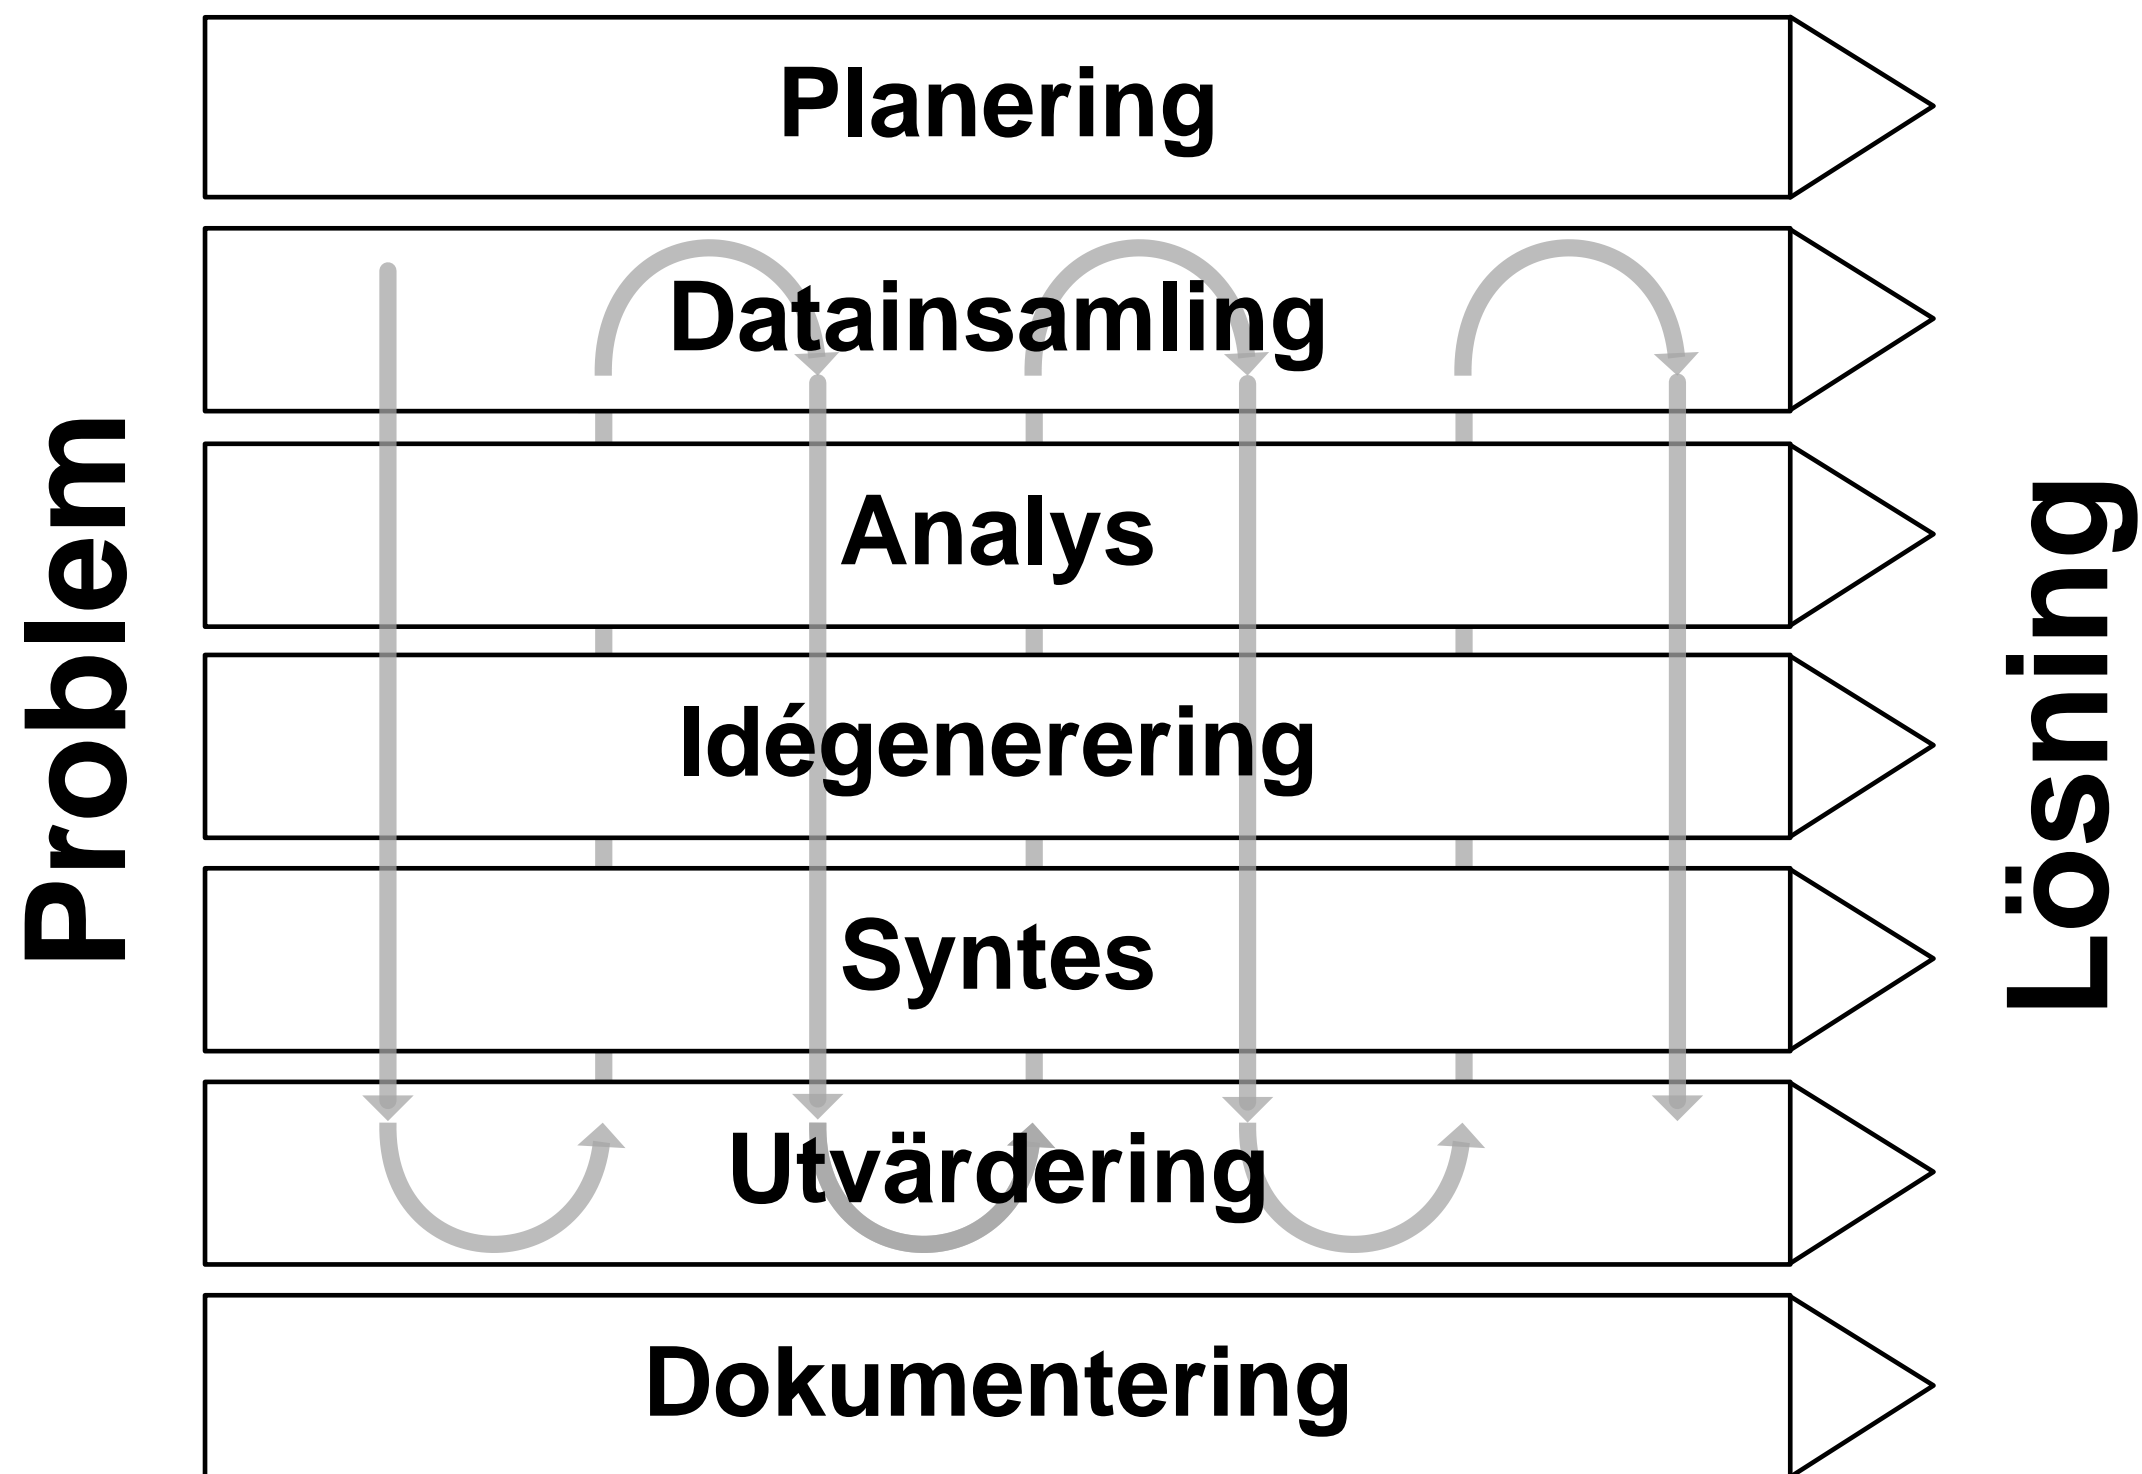 Problem
Planering
Datainsamling
Analys
Idégenerering
Syntes
Utvärdering
Dokumentering
Lösning